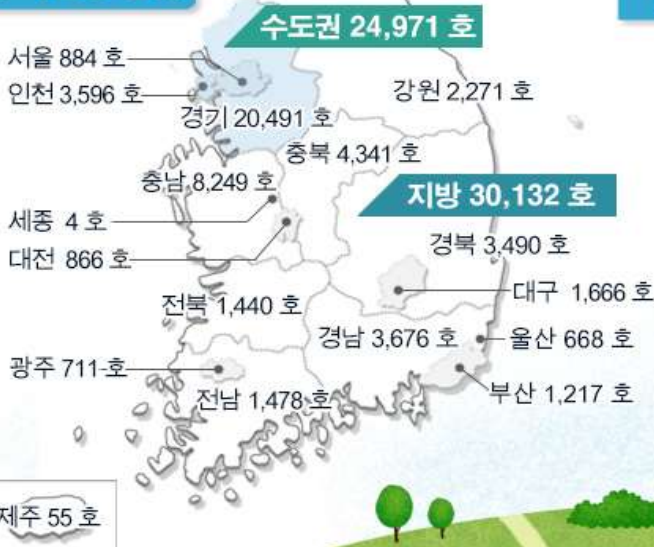 수도권 24,971 호
서울 884 호
인천 3,596 호
강원 2,271 호
경기 20,491 호
충북 4,341 호
충남 8,249 호
지방 30,132 호
세종 4 호
대전 866 호
경북 3,490 호
대구 1,666 호
전북 1,440 호
경남 3,676 호
울산 668 호
광주 711 호
전남 1,478 호
부산 1,217 호
제주 55 호